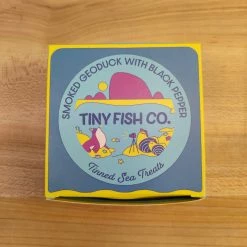 SMOKED GEODUCK WITH BLACK PEPPER
TINY FISH CO.
Tinned Sea Treats